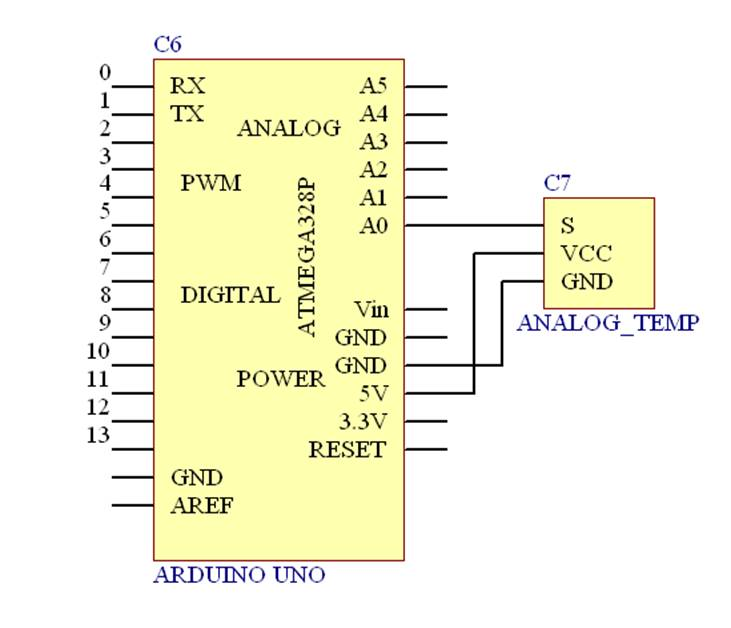 C6
0
RX
A5
1
TX
A4
2
ANALOG
A3
3
A2
4
PWM
A1
C7
5
A0
S
6
VCC
7
GND
8
DIGITAL
ATMEGA328P
Vin
ANALOG_TEMP
9
GND
10
GND
11
POWER
5V
12
3.3V
13
RESET
GND
AREF
ARDUINO UNO